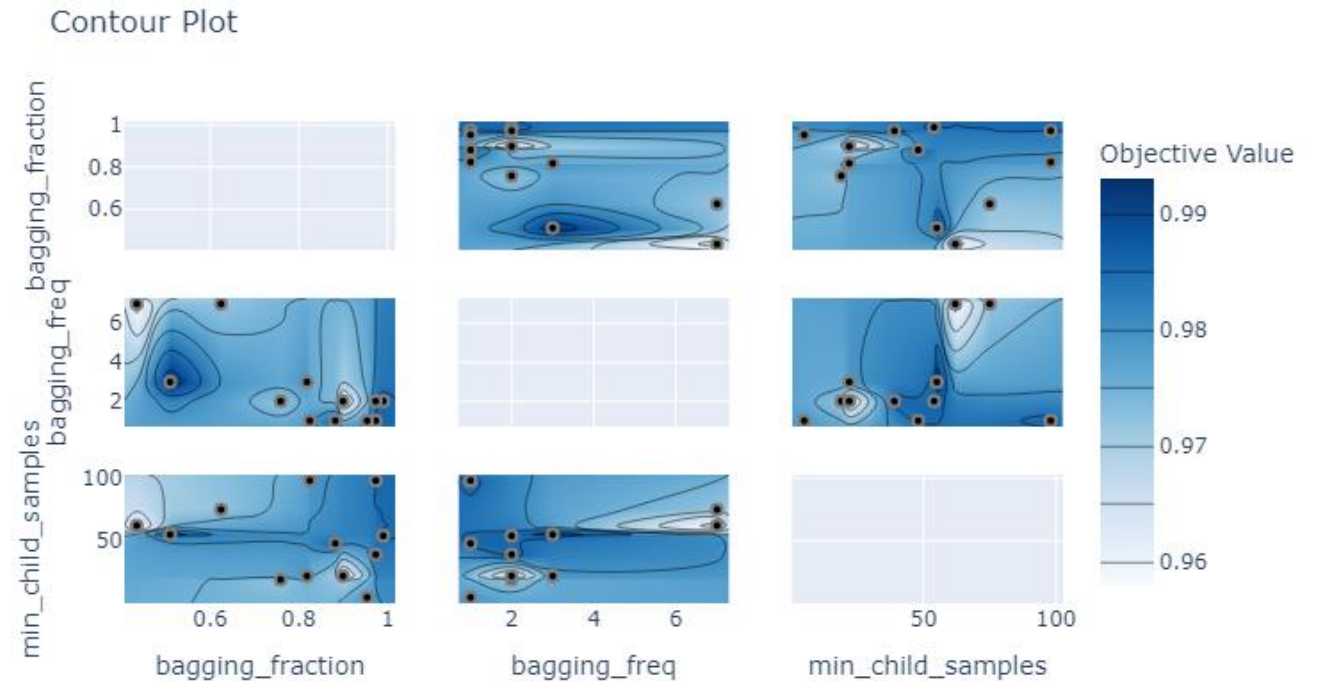 Contour Plot
bagging_fraction
1
0.8
0.6
bagging_freq
6
4
2
min_child_samples
100
50
0.6 0.8 1
2 4 6
50 100
bagging_fraction
bagging_freq
min_child_samples
Objective Value
0.99
0.98
0.97
0.96